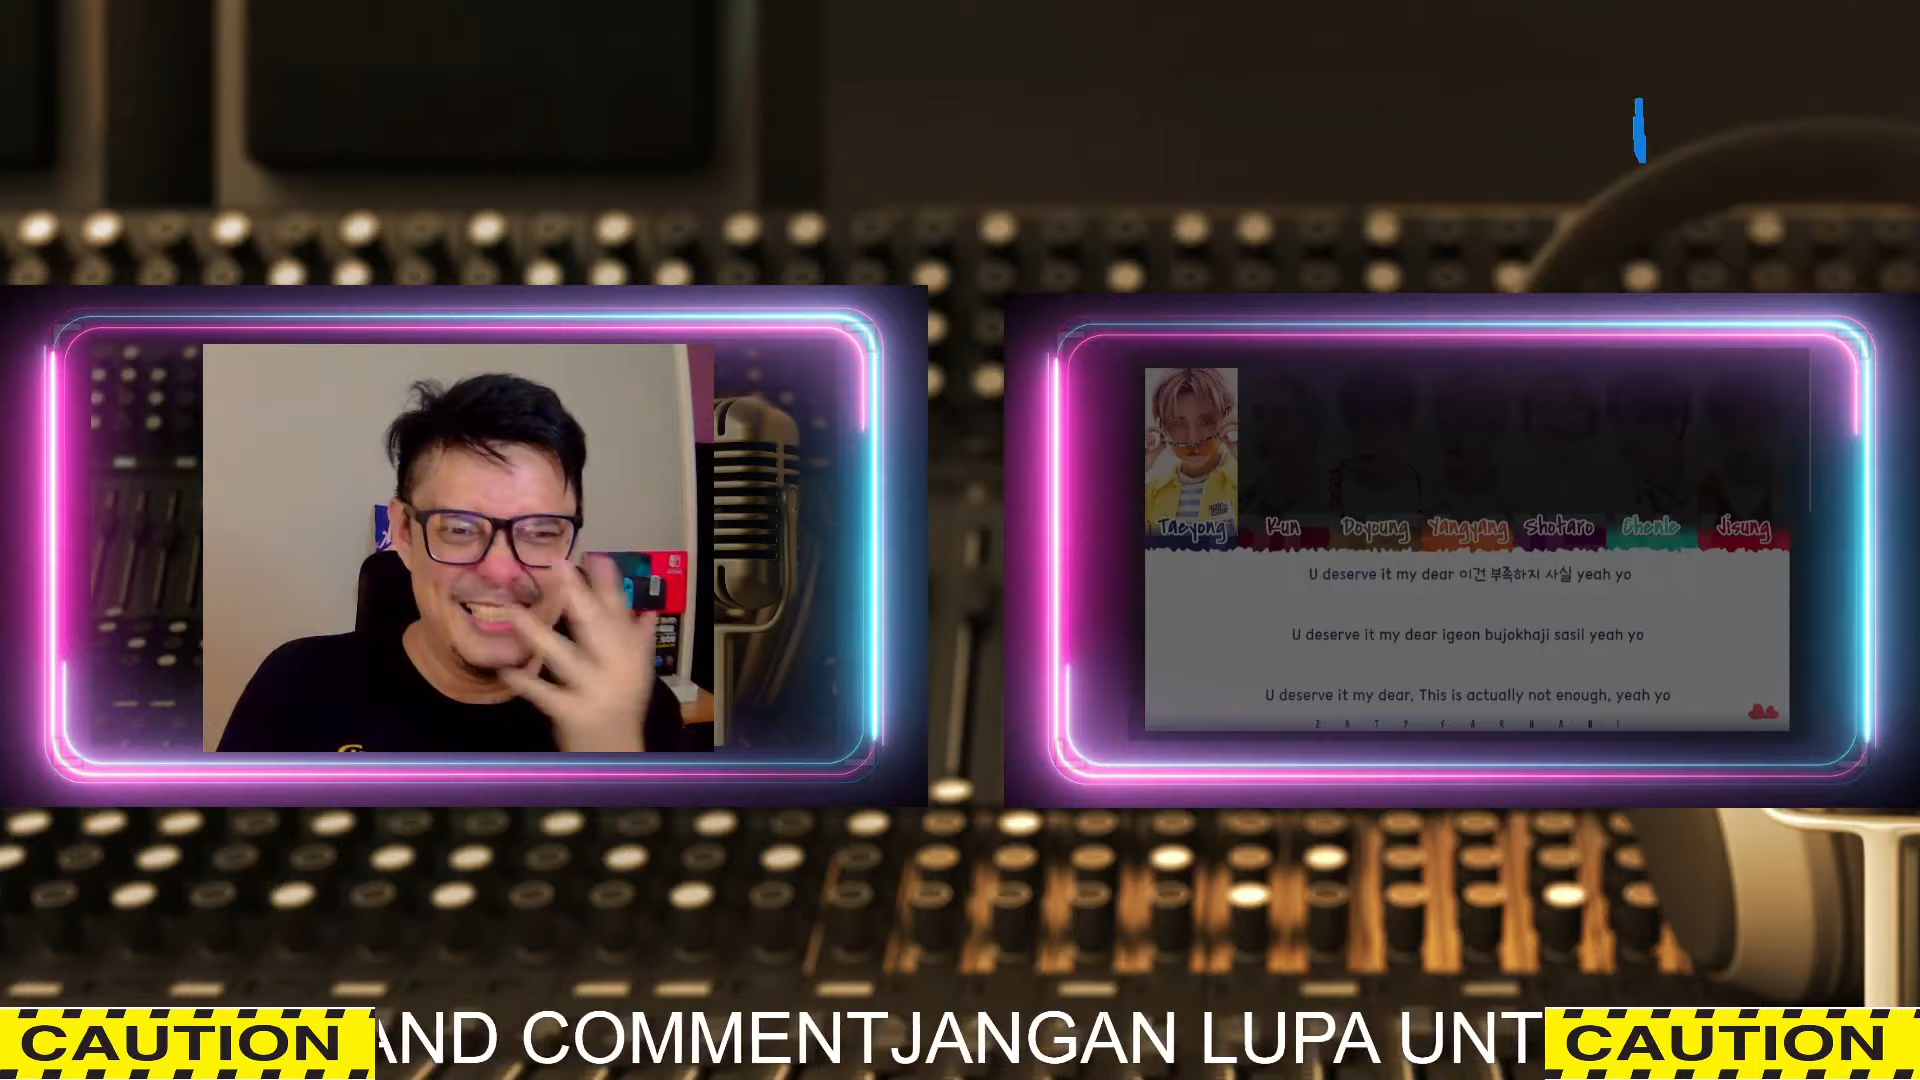 Taeyong Kun Doyoung Yangyang Shotaro Chenle Jisung
U deserve it my dear 이건 부족하지 사실 yeah yo
U deserve it my dear igeon bujokhaji sasil yeah yo
U deserve it my dear, This is actually not enough, yeah yo
ZATY FARHANI
CAUTION AND COMMENTJANGAN LUPA UNT CAUTION